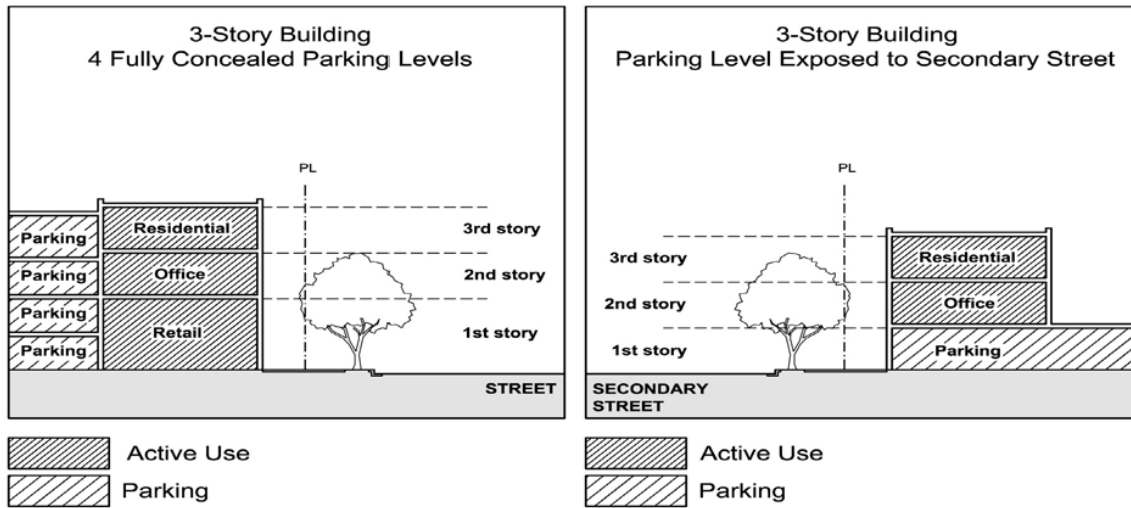 3-Story Building
4 Fully Concealed Parking Levels
PL
Residential
3rd story
Parking
Office
2nd story
Parking
Parking
Retail
1st story
Parking
STREET
Active Use
Parking
3-Story Building
Parking Level Exposed to Secondary Street
PL
3rd story
Residential
2nd story
Office
1st story
Parking
SECONDARY
STREET
Active Use
Parking